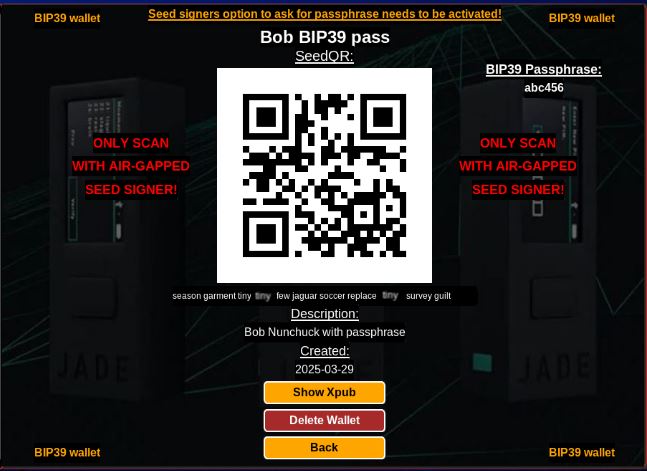 BIP39 wallet
Seed signers option to ask for passphrase needs to be activated!
BIP39 wallet
Bob BIP39 pass
SeedQR:
BIP39 Passphrase:
abc456
ONLY SCAN
WITH AIR-GAPPED
SEED SIGNER!
ONLY SCAN
WITH AIR-GAPPED
SEED SIGNER!
season garment tiny tiny few jaguar soccer replace tiny survey guilt
Description:
Bob Nunchuck with passphrase
Created:
2025-03-29
JADE
JADE
Show Xpub
Delete Wallet
Back
BIP39 wallet
BIP39 wallet